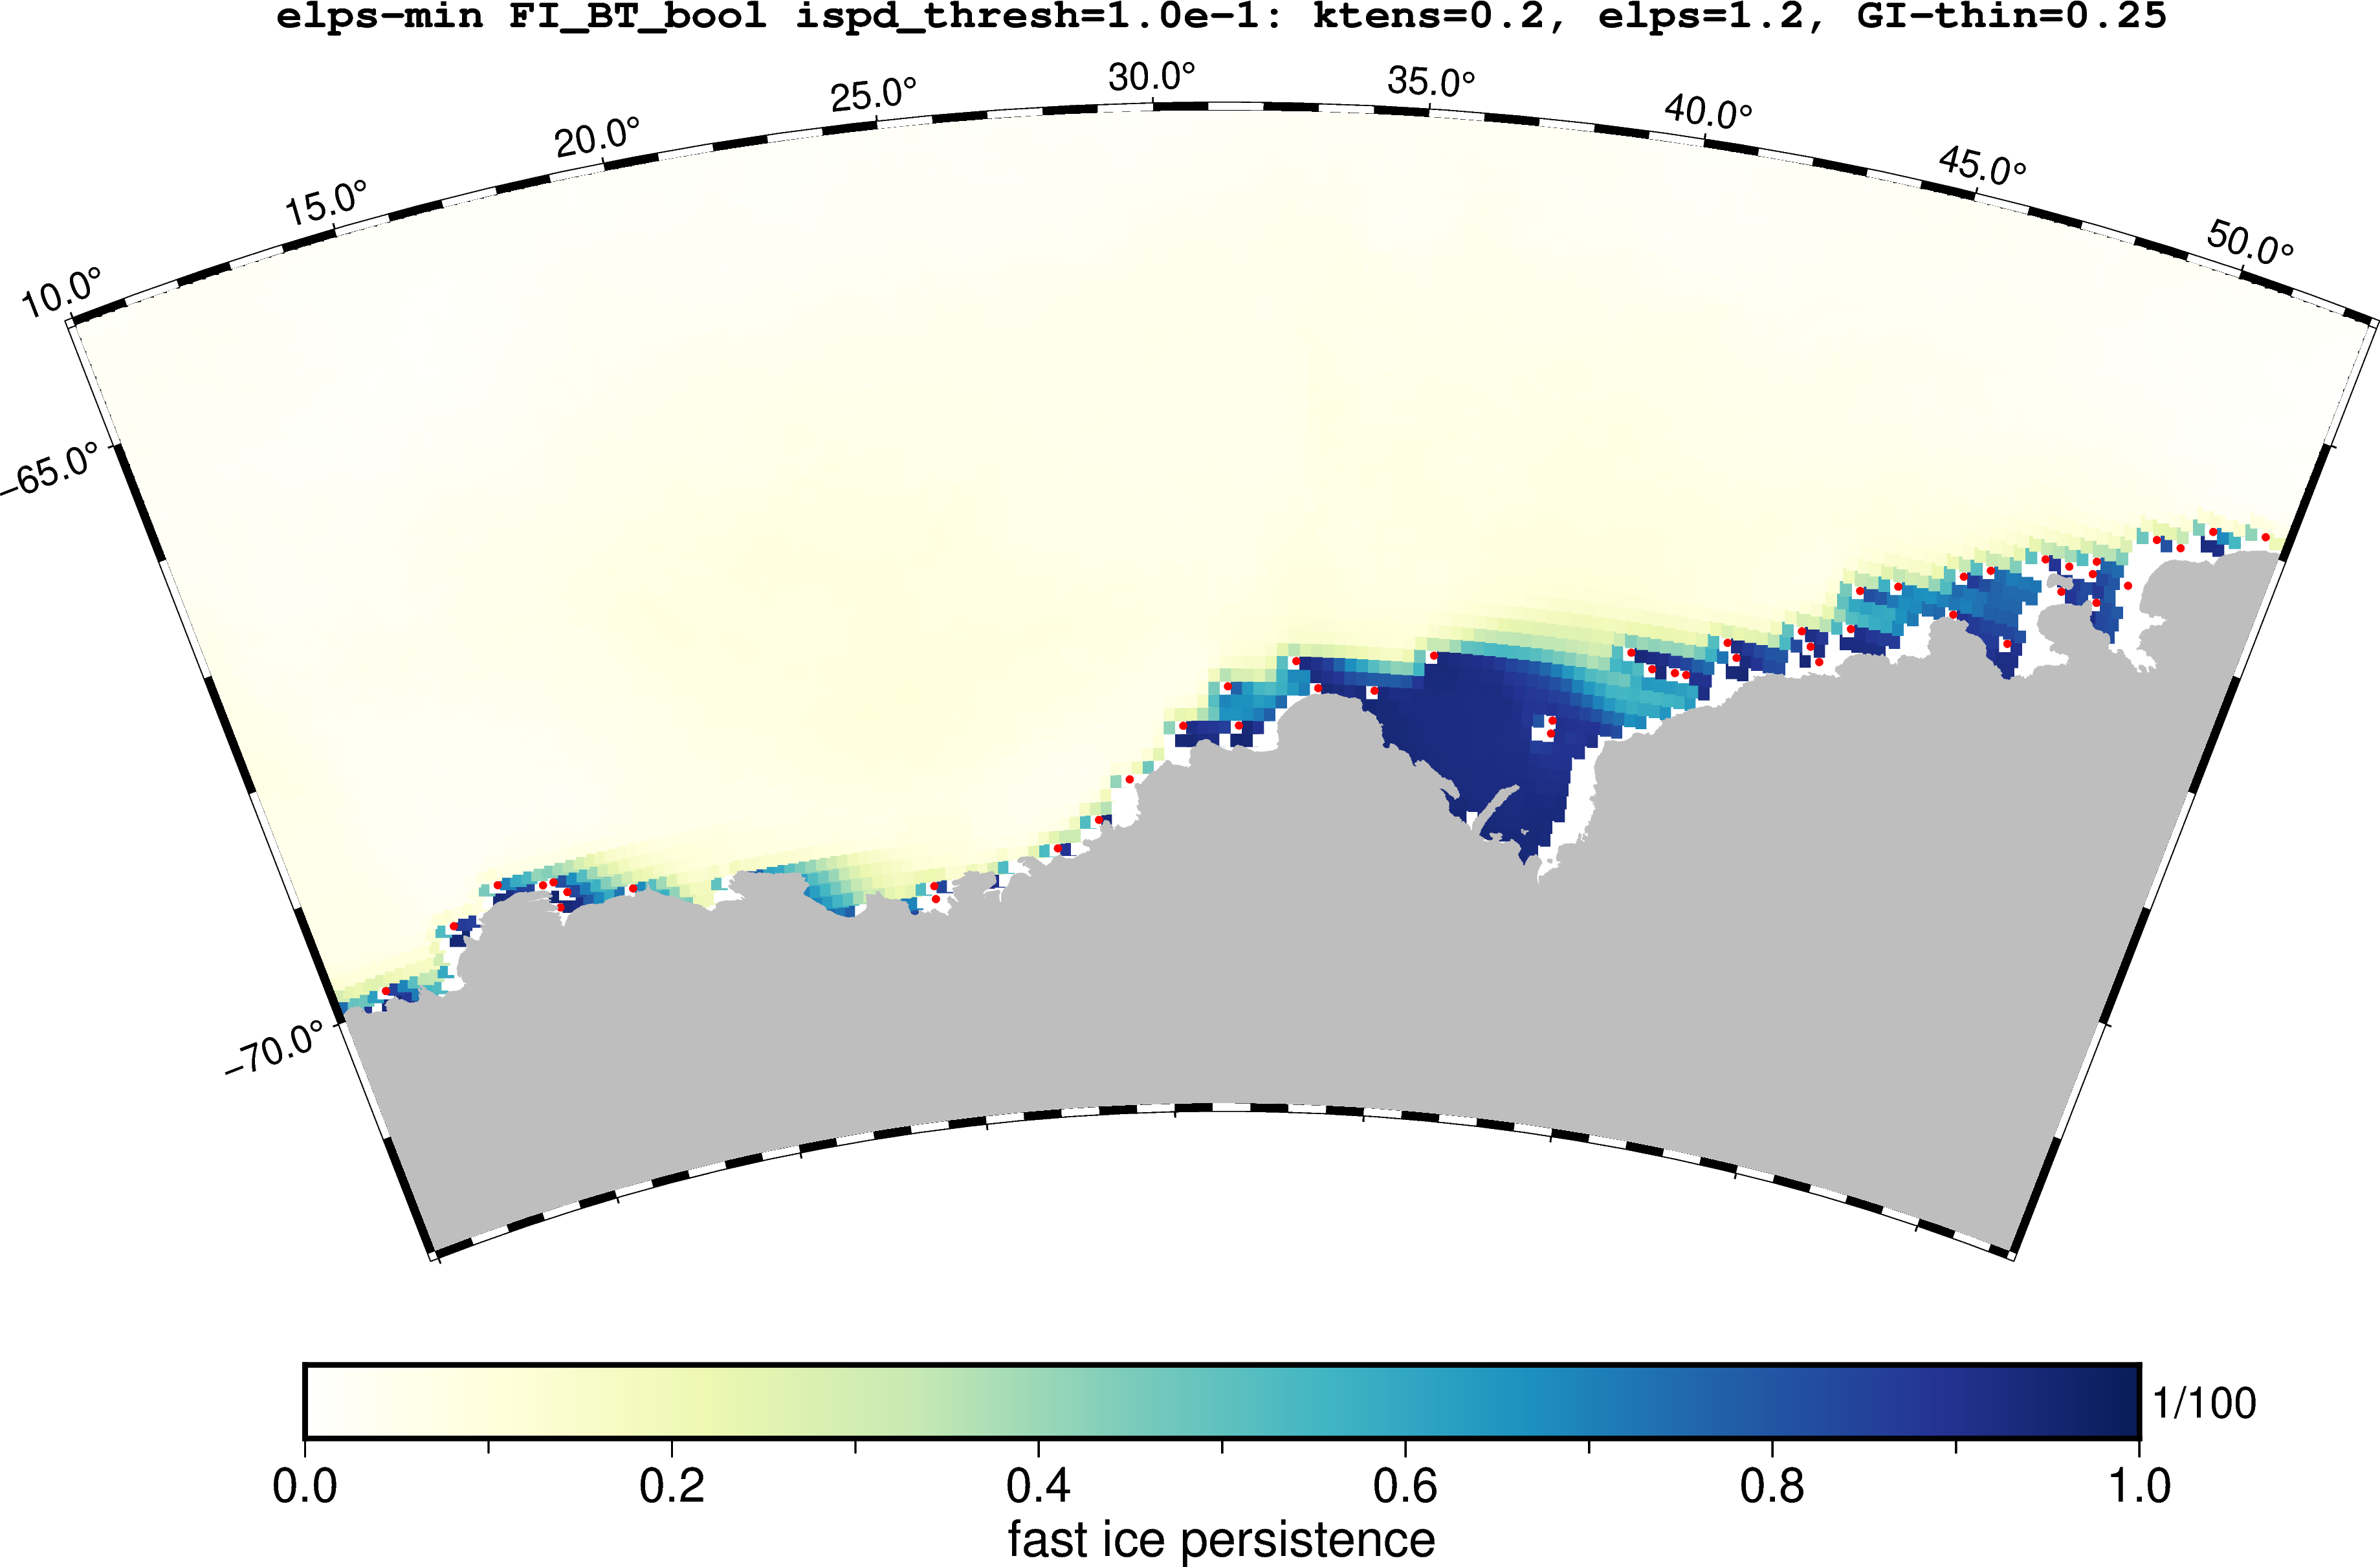 elps-min FI_BT_bool ispd_thresh=1.0e-1: ktens=0.2, elps=1.2, GI-thin=0.25
10.0° 15.0° 20.0° 25.0° 30.0° 35.0° 40.0° 45.0° 50.0°
-65.0°
-70.0°
1/100
0.0 0.2 0.4 0.6 0.8 1.0
fast ice persistence